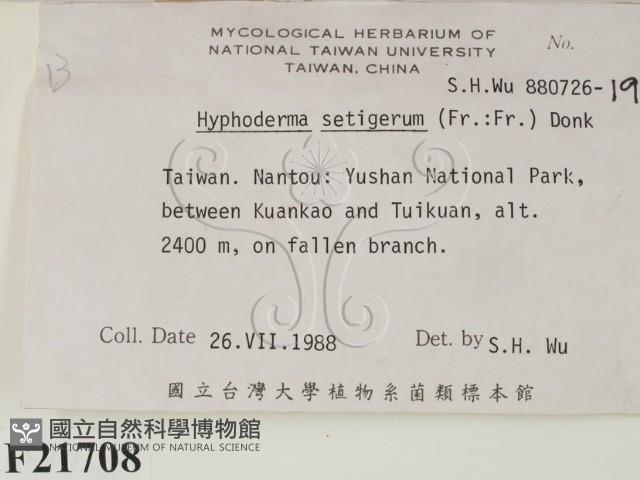 MYCOLOGICAL HERBARIUM OF
NATIONAL TAIWAN UNIVERSITY
TAIWAN, CHINA
No.
B
S.H.Wu 880726-19
Hyphoderma setigerum (Fr.:Fr.) Donk
Taiwan. Nantou: Yushan National Park,
between Kuankao and Tuikuan, alt.
2400 m, on fallen branch.
Coll. Date 26.VII.1988
Det. by S.H. Wu
國立台灣大學植物系菌類標本館
國立自然科學博物館
NATIONAL MUSEUM OF NATURAL SCIENCE
F21708